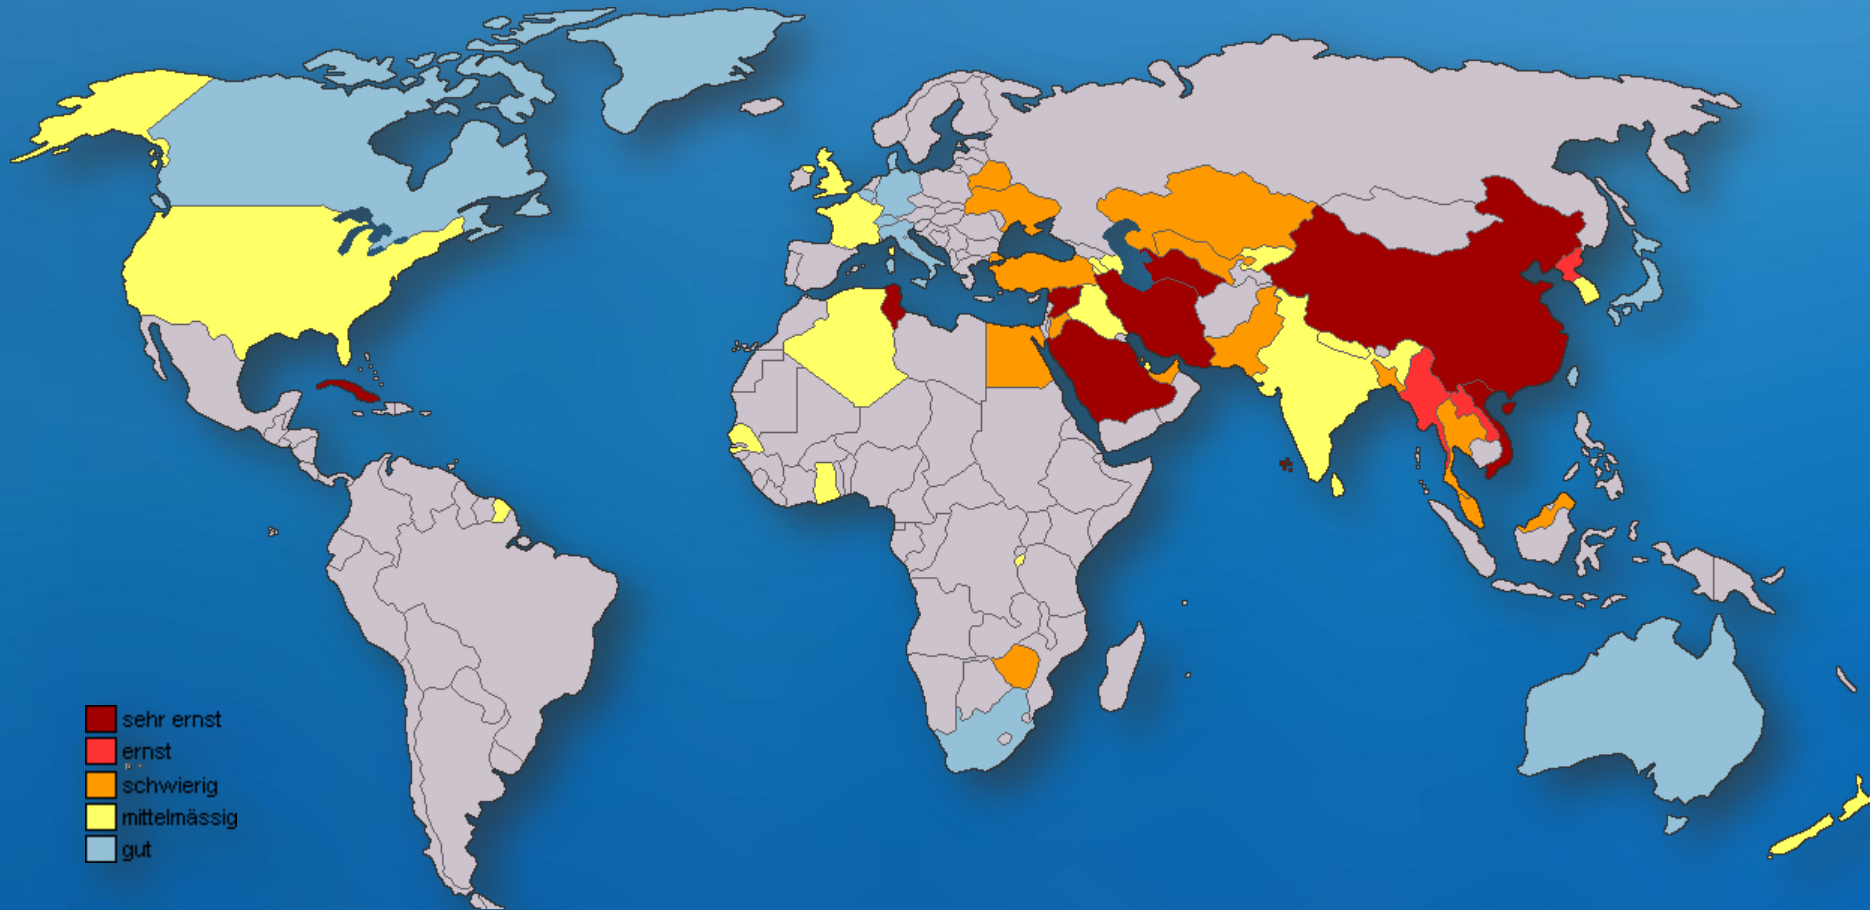 sehr ernst
ernst
schwierig
mittelmässig
gut